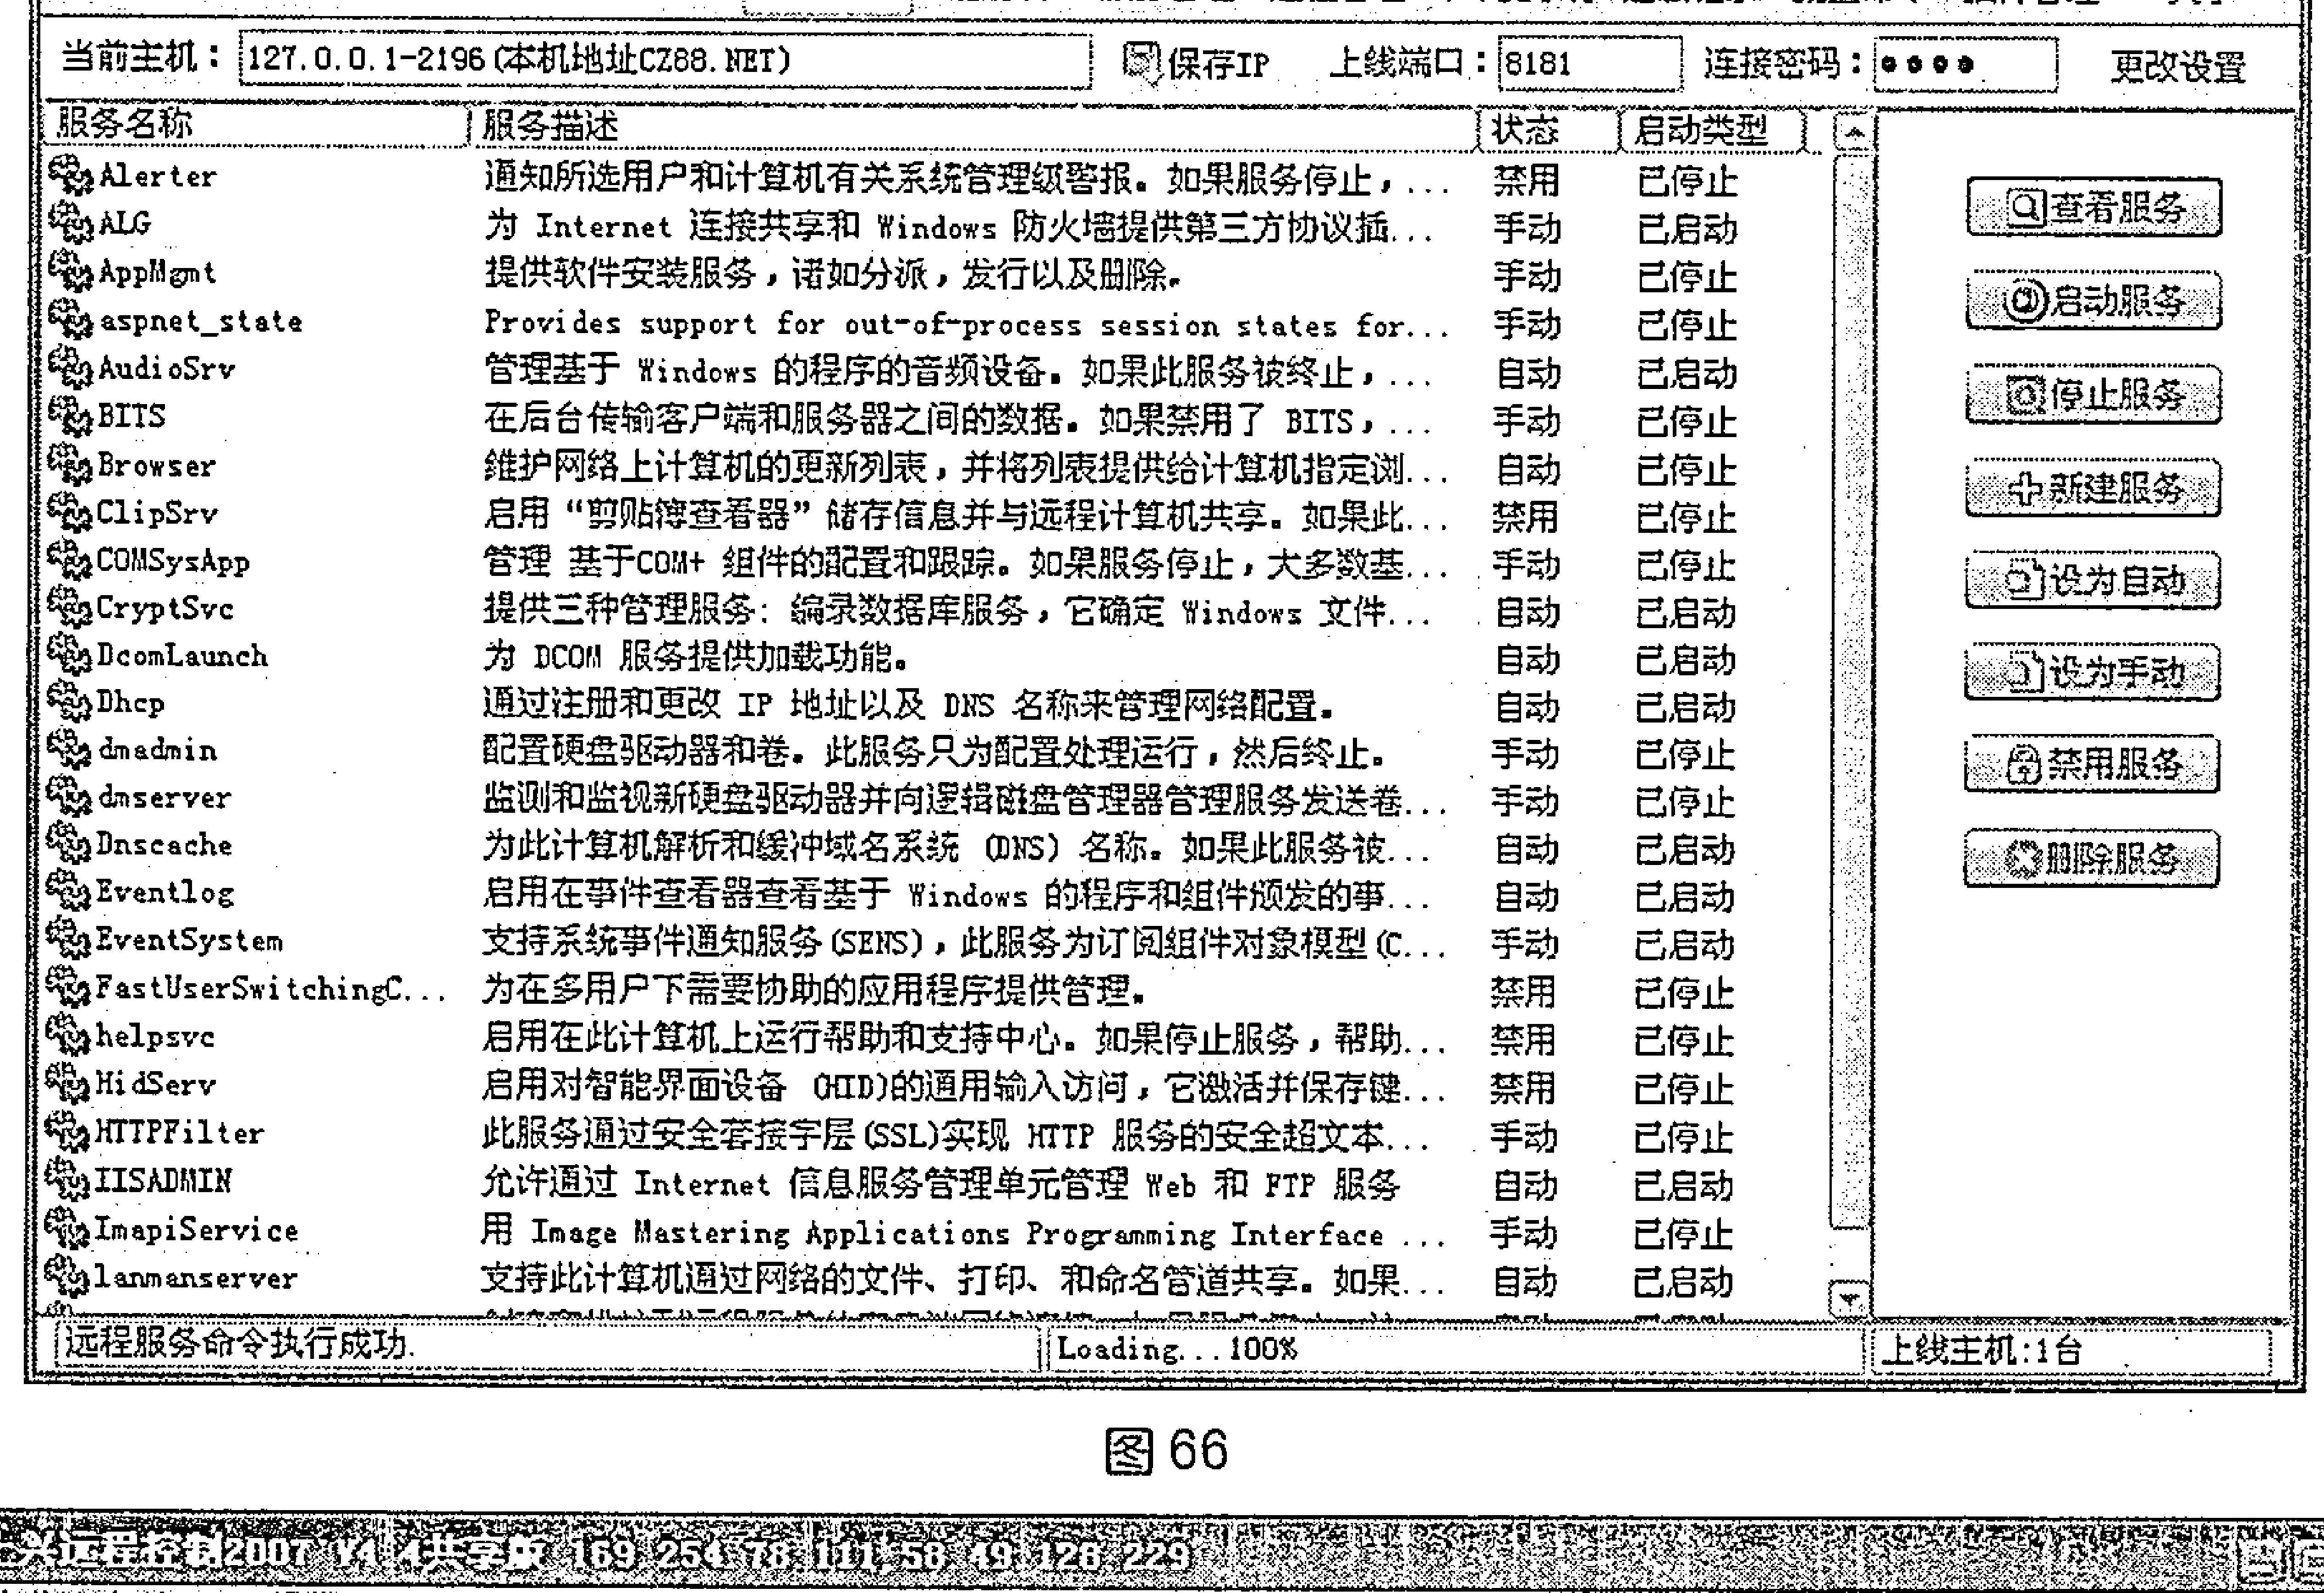 当前主机： 127.0.0.1-2196(本机地址CZ88.NET) 保存IP 上线端口： 8181 连接密码： ●●●● 更改设置
服务名称 服务描述 状态 启动类型
Alerter 通知所选用户和计算机有关系统管理级警报。如果服务停止，... 禁用 已停止
ALG 为 Internet 连接共享和 Windows 防火墙提供第三方协议插... 手动 已启动
AppMgmt 提供软件安装服务，诸如分派，发行以及删除。 手动 已停止
aspnet_state Provides support for out-of-process session states for... 手动 已停止
AudioSrv 管理基于 Windows 的程序的音频设备。如果此服务被终止，... 自动 已启动
BITS 在后台传输客户端和服务器之间的数据。如果禁用了 BITS，... 手动 已停止
Browser 维护网络上计算机的更新列表，并将列表提供给计算机指定浏... 自动 已停止
ClipSrv 启用“剪贴簿查看器”储存信息并与远程计算机共享。如果此... 禁用 已停止
COMSysApp 管理 基于COM+ 组件的配置和跟踪。如果服务停止，大多数基... 手动 已停止
CryptSvc 提供三种管理服务: 编录数据库服务，它确定 Windows 文件... 自动 已启动
DcomLaunch 为 DCOM 服务提供加载功能。 自动 已启动
Dhcp 通过注册和更改 IP 地址以及 DNS 名称来管理网络配置。 自动 已启动
dmadmin 配置硬盘驱动器和卷。此服务只为配置处理运行，然后终止。 手动 已停止
dmserver 监测和监视新硬盘驱动器并向逻辑磁盘管理器管理服务发送卷... 手动 已停止
Dnscache 为此计算机解析和缓冲域名系统 (DNS) 名称。如果此服务被... 自动 已启动
Eventlog 启用在事件查看器查看基于 Windows 的程序和组件颁发的事... 自动 已启动
EventSystem 支持系统事件通知服务(SENS)，此服务为订阅组件对象模型(C... 手动 已启动
FastUserSwitchingC... 为在多用户下需要协助的应用程序提供管理。 禁用 已停止
helpsvc 启用在此计算机上运行帮助和支持中心。如果停止服务，帮助... 禁用 已停止
HidServ 启用对智能界面设备 (HID)的通用输入访问，它激活并保存键... 禁用 已停止
HTTPFilter 此服务通过安全套接字层(SSL)实现 HTTP 服务的安全超文本... 手动 已停止
IISADMIN 允许通过 Internet 信息服务管理单元管理 Web 和 FTP 服务 自动 已启动
ImapiService 用 Image Mastering Applications Programming Interface ... 手动 已停止
lanmanserver 支持此计算机通过网络的文件、打印、和命名管道共享。如果... 自动 已启动
查看服务
启动服务
停止服务
新建服务
设为自动
设为手动
禁用服务
删除服务
远程服务命令执行成功. Loading...100% 上线主机:1台
图 66
兴远程控制2007 V4 4共享版 169 254 78 111 58 49 128 229